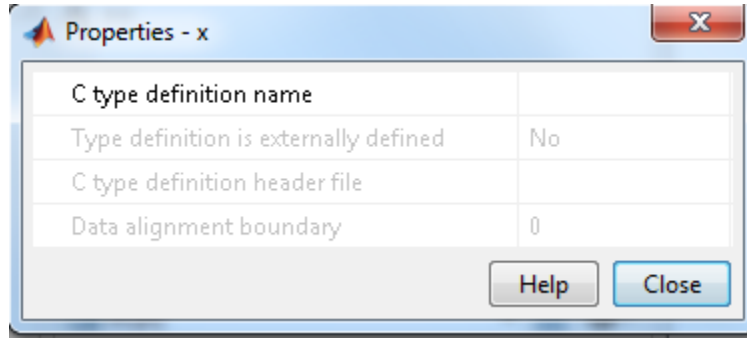 Properties - x
C type definition name
Type definition is externally defined No
C type definition header file
Data alignment boundary 0
Help Close